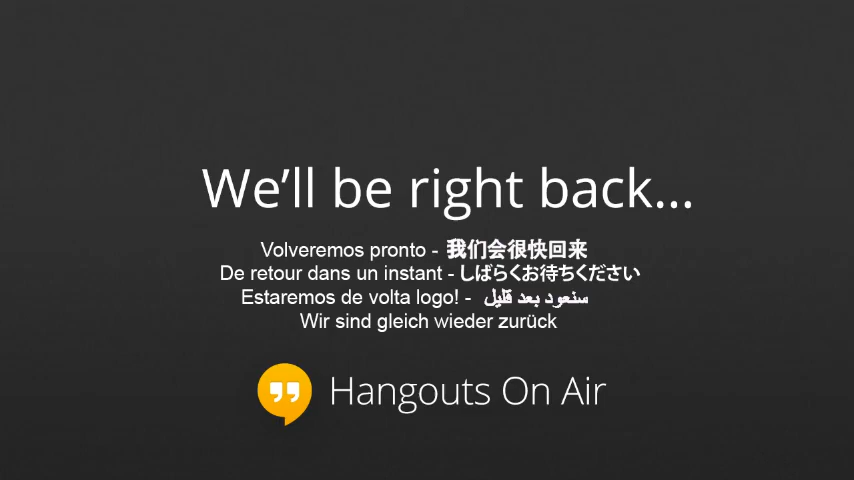 We'll be right back...
Volveremos pronto - 我们会很快回来
De retour dans un instant - しばらくお待ちください
Estaremos de volta logo! - سنعود بعد قليل
Wir sind gleich wieder zurück
Hangouts On Air